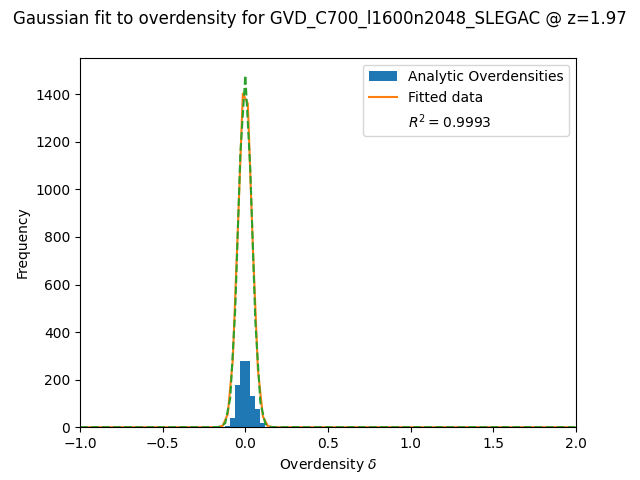 Gaussian fit to overdensity for GVD_C700_l1600n2048_SLEGAC @ z=1.97
Analytic Overdensities
Fitted data
R² = 0.9993
Frequency
1400
1200
1000
800
600
400
200
0
−1.0 −0.5 0.0 0.5 1.0 1.5 2.0
Overdensity δ